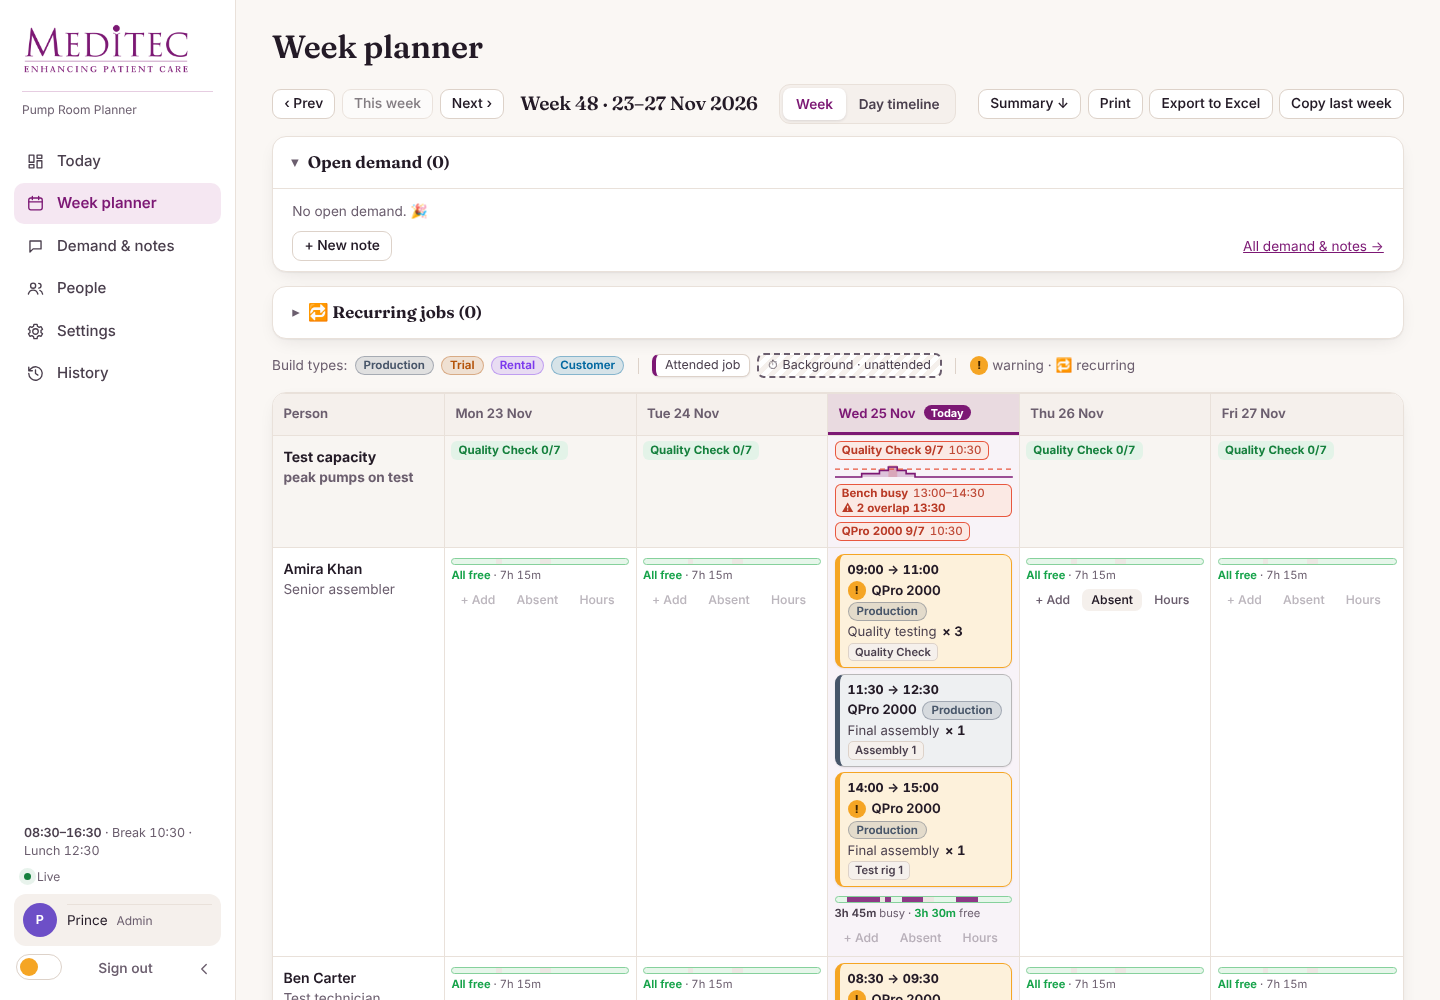 MEDITEC
ENHANCING PATIENT CARE
Pump Room Planner
Today
Week planner
Demand & notes
People
Settings
History
08:30–16:30 · Break 10:30 ·
Lunch 12:30
Live
P Prince Admin
Sign out
Week planner
‹ Prev This week Next › Week 48 · 23–27 Nov 2026 Week Day timeline Summary ↓ Print Export to Excel Copy last week
▾ Open demand (0)
No open demand. 🎉
+ New note All demand & notes →
▸ 🔁 Recurring jobs (0)
Build types: Production Trial Rental Customer Attended job ⏱ Background · unattended ! warning · 🔁 recurring
Person Mon 23 Nov Tue 24 Nov Wed 25 Nov Today Thu 26 Nov Fri 27 Nov
Test capacity
peak pumps on test
Quality Check 0/7
Quality Check 0/7
Quality Check 9/7 10:30
Bench busy 13:00–14:30
⚠ 2 overlap 13:30
QPro 2000 9/7 10:30
Quality Check 0/7
Quality Check 0/7
Amira Khan
Senior assembler
All free · 7h 15m
+ Add Absent Hours
All free · 7h 15m
+ Add Absent Hours
09:00 → 11:00
! QPro 2000
Production
Quality testing × 3
Quality Check
11:30 → 12:30
QPro 2000 Production
Final assembly × 1
Assembly 1
14:00 → 15:00
! QPro 2000
Production
Final assembly × 1
Test rig 1
3h 45m busy · 3h 30m free
+ Add Absent Hours
All free · 7h 15m
+ Add Absent Hours
All free · 7h 15m
+ Add Absent Hours
Ben Carter
Test technician
All free · 7h 15m
All free · 7h 15m
08:30 → 09:30
! QPro 2000
All free · 7h 15m
All free · 7h 15m